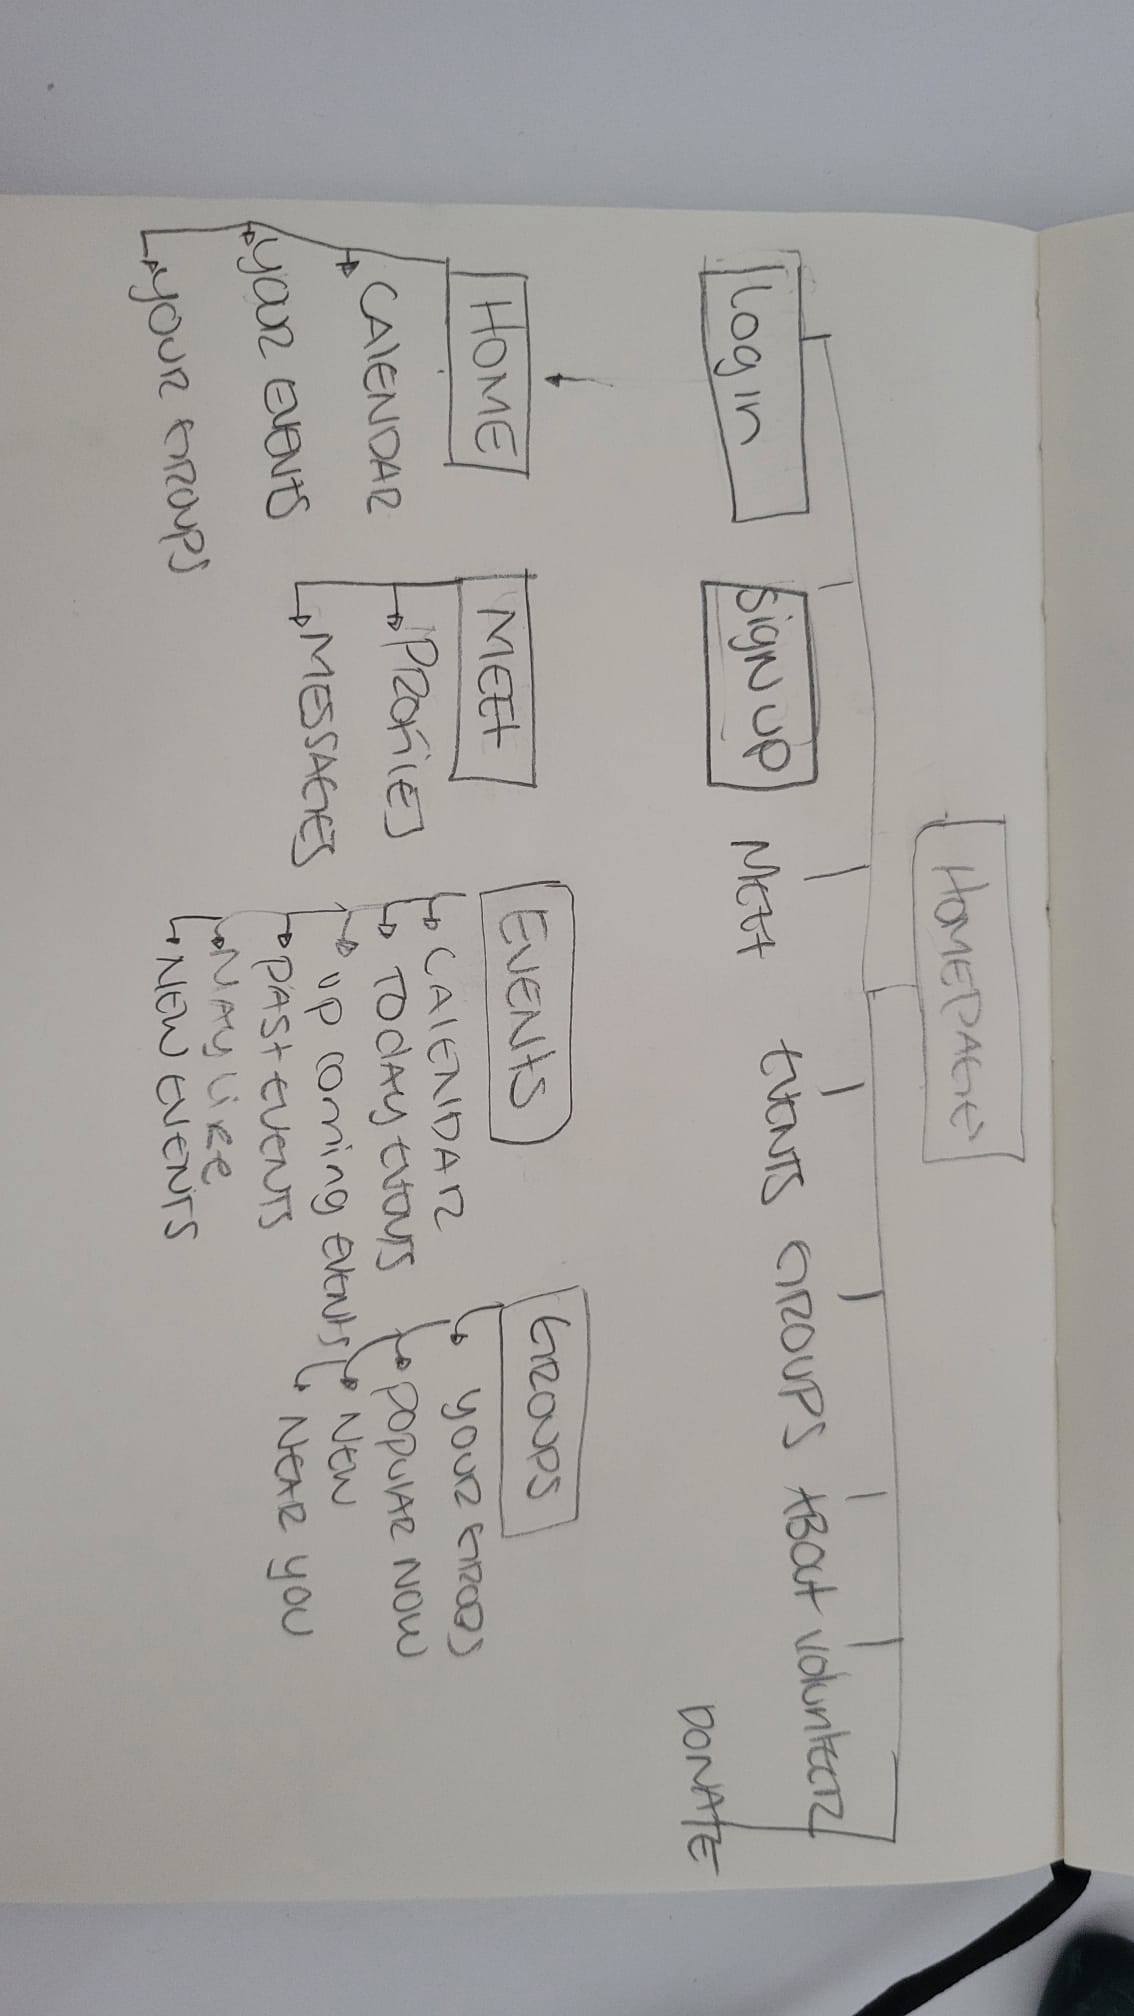 HOMEPAGE
Log in
SIGN UP
MEET
EVENTS
GROUPS
ABOUT
VOLUNTEER
DONATE
HOME
CALENDAR
YOUR EVENTS
YOUR GROUPS
MEET
PROFILES
MESSAGES
EVENTS
CALENDAR
TODAY EVENTS
UP COMING EVENTS
PAST EVENTS
MAY LIKE
NEW EVENTS
GROUPS
YOUR GROPS
POPULAR NOW
NEW
NEAR YOU